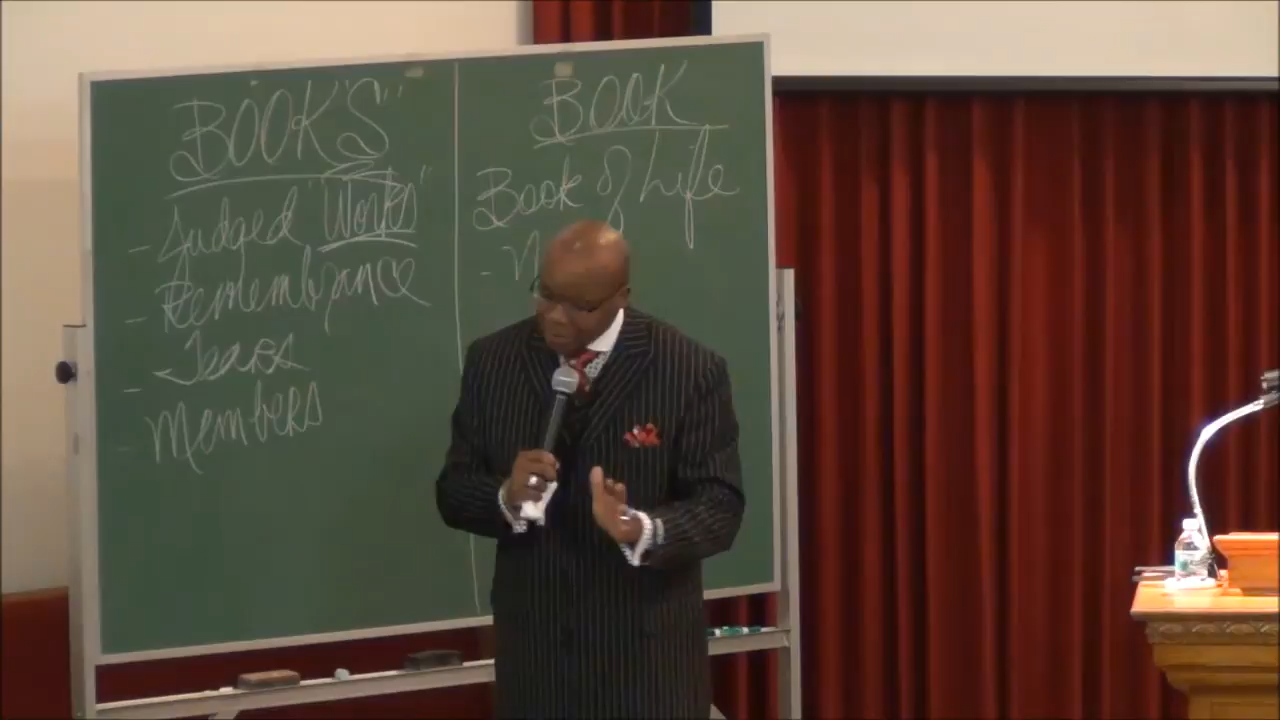 BOOK"S"
- Judged "Works"
- Remembrance
- Tears
- Members
BOOK
Book of Life
-